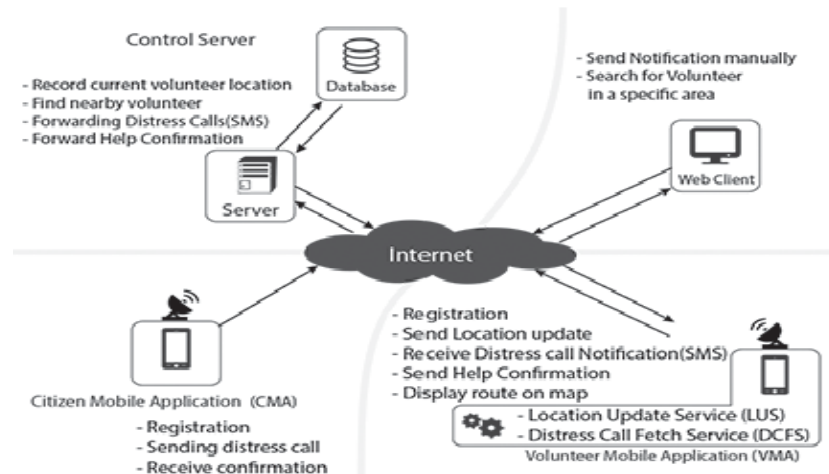 Control Server
Database
- Record current volunteer location
- Find nearby volunteer
- Forwarding Distress Calls(SMS)
- Forward Help Confirmation
Server
- Send Notification manually
- Search for Volunteer
in a specific area
Web Client
Internet
Citizen Mobile Application (CMA)
- Registration
- Sending distress call
- Receive confirmation
- Registration
- Send Location update
- Receive Distress call Notification(SMS)
- Send Help Confirmation
- Display route on map
- Location Update Service (LUS)
- Distress Call Fetch Service (DCFS)
Volunteer Mobile Application (VMA)